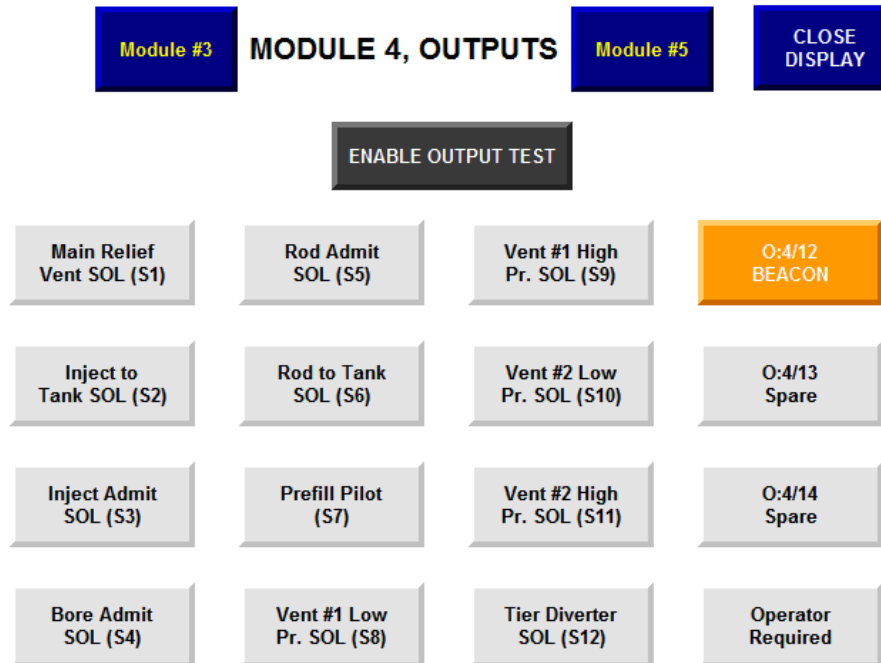 Module #3
MODULE 4, OUTPUTS
Module #5
CLOSE
DISPLAY
ENABLE OUTPUT TEST
Main Relief
Vent SOL (S1)
Rod Admit
SOL (S5)
Vent #1 High
Pr. SOL (S9)
O:4/12
BEACON
Inject to
Tank SOL (S2)
Rod to Tank
SOL (S6)
Vent #2 Low
Pr. SOL (S10)
O:4/13
Spare
Inject Admit
SOL (S3)
Prefill Pilot
(S7)
Vent #2 High
Pr. SOL (S11)
O:4/14
Spare
Bore Admit
SOL (S4)
Vent #1 Low
Pr. SOL (S8)
Tier Diverter
SOL (S12)
Operator
Required